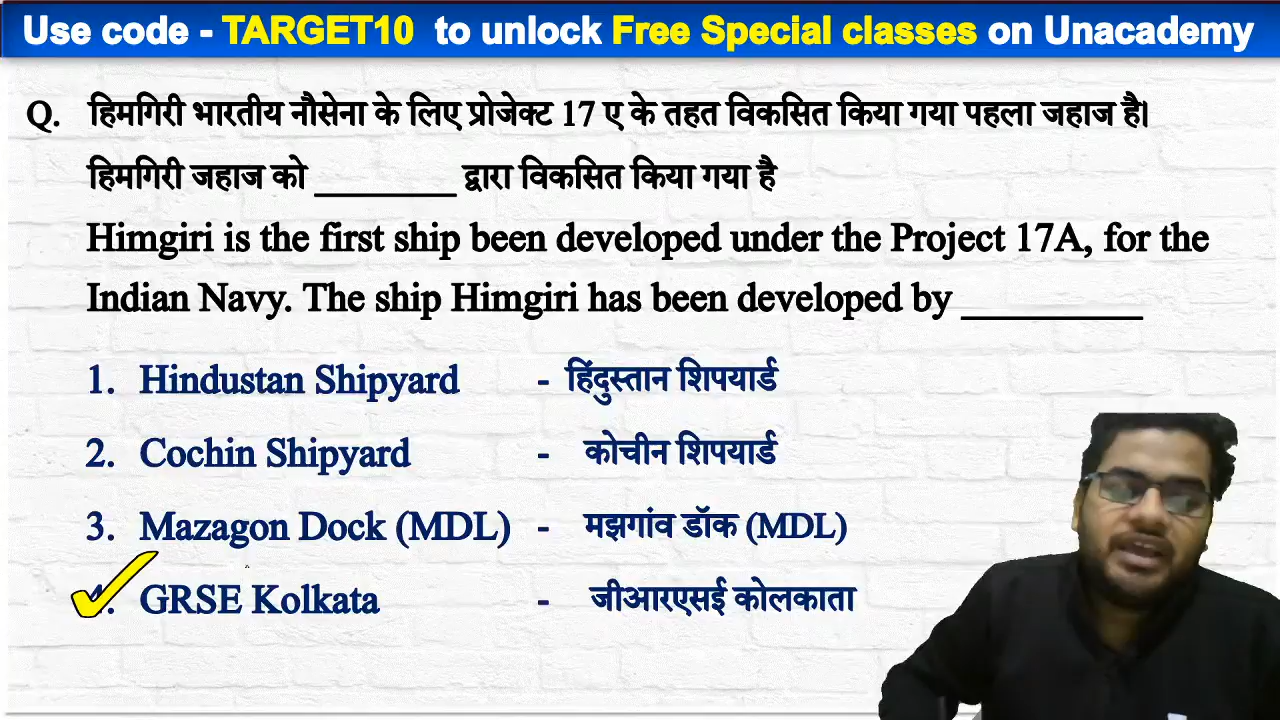 Use code - TARGET10 to unlock Free Special classes on Unacademy
Q. हिमगिरी भारतीय नौसेना के लिए प्रोजेक्ट 17 ए के तहत विकसित किया गया पहला जहाज है।
हिमगिरी जहाज को ________ द्वारा विकसित किया गया है
Himgiri is the first ship been developed under the Project 17A, for the
Indian Navy. The ship Himgiri has been developed by _________
1. Hindustan Shipyard - हिंदुस्तान शिपयार्ड
2. Cochin Shipyard - कोचीन शिपयार्ड
3. Mazagon Dock (MDL) - मझगांव डॉक (MDL)
4. GRSE Kolkata - जीआरएसई कोलकाता